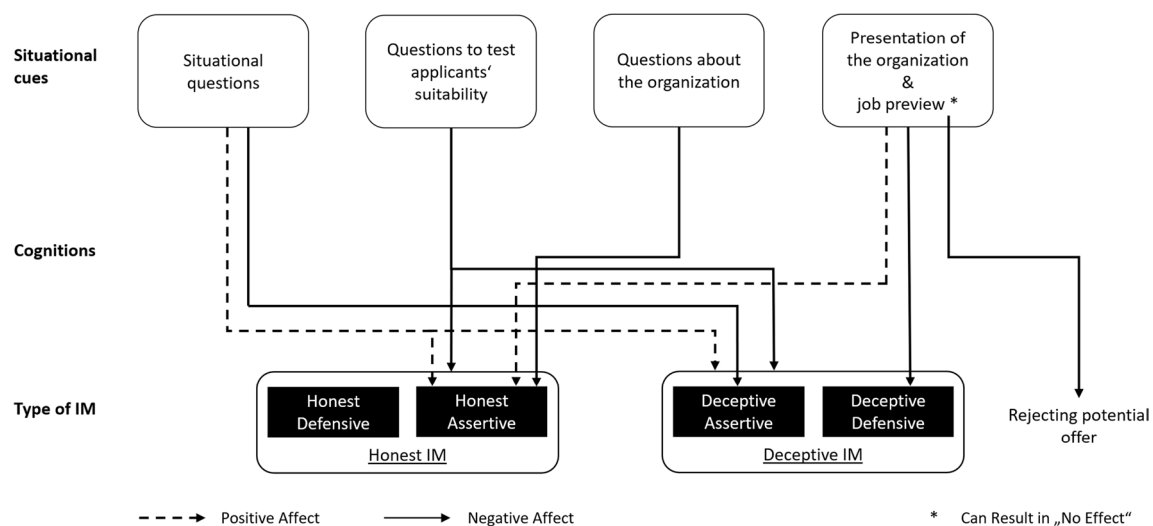 Situational
cues
Situational
questions
Questions to test
applicants‘
suitability
Questions about
the organization
Presentation of
the organization
&
job preview *
Cognitions
Type of IM
Honest
Defensive
Honest
Assertive
Honest IM
Deceptive
Assertive
Deceptive
Defensive
Deceptive IM
Rejecting potential
offer
Positive Affect
Negative Affect
* Can Result in „No Effect“